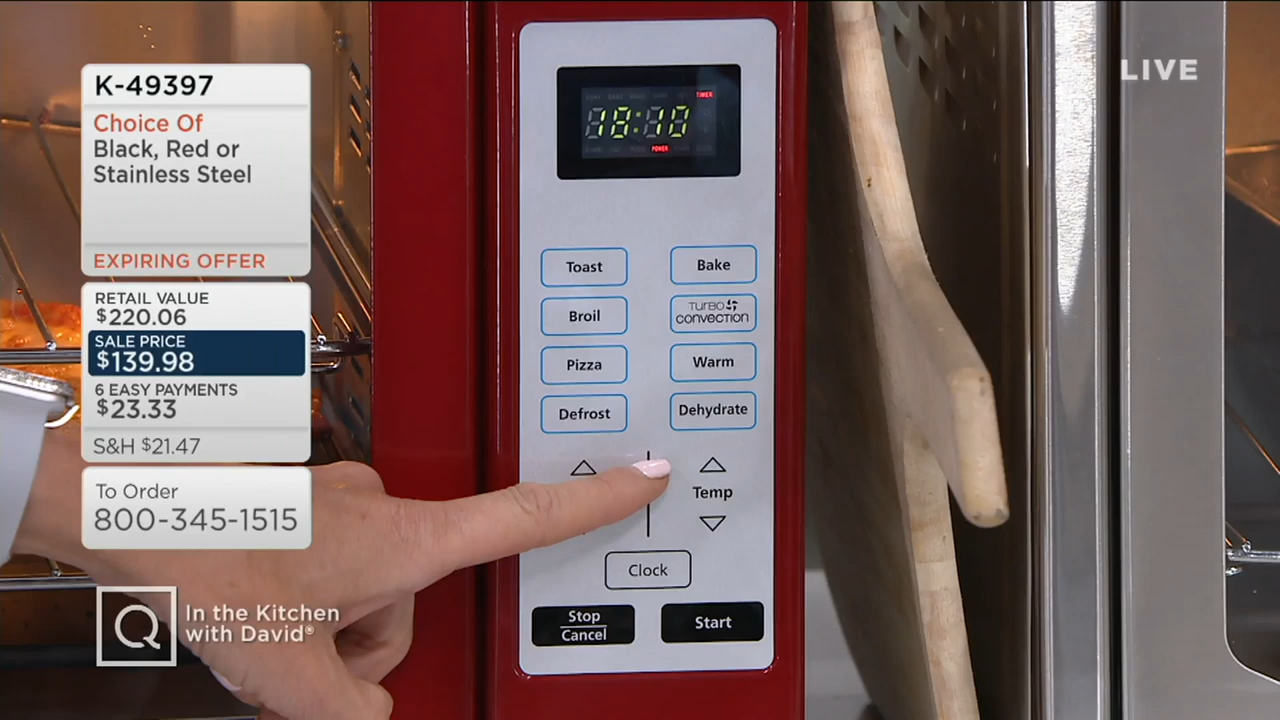 K-49397
Choice Of
Black, Red or
Stainless Steel
EXPIRING OFFER
RETAIL VALUE
$220.06
SALE PRICE
$139.98
6 EASY PAYMENTS
$23.33
S&H $21.47
To Order
800-345-1515
Q
In the Kitchen
with David®
LIVE
TIMER
18:10
POWER
Toast
Bake
Broil
TURBO
CONVECTION
Pizza
Warm
Defrost
Dehydrate
Temp
Clock
Stop
Cancel
Start